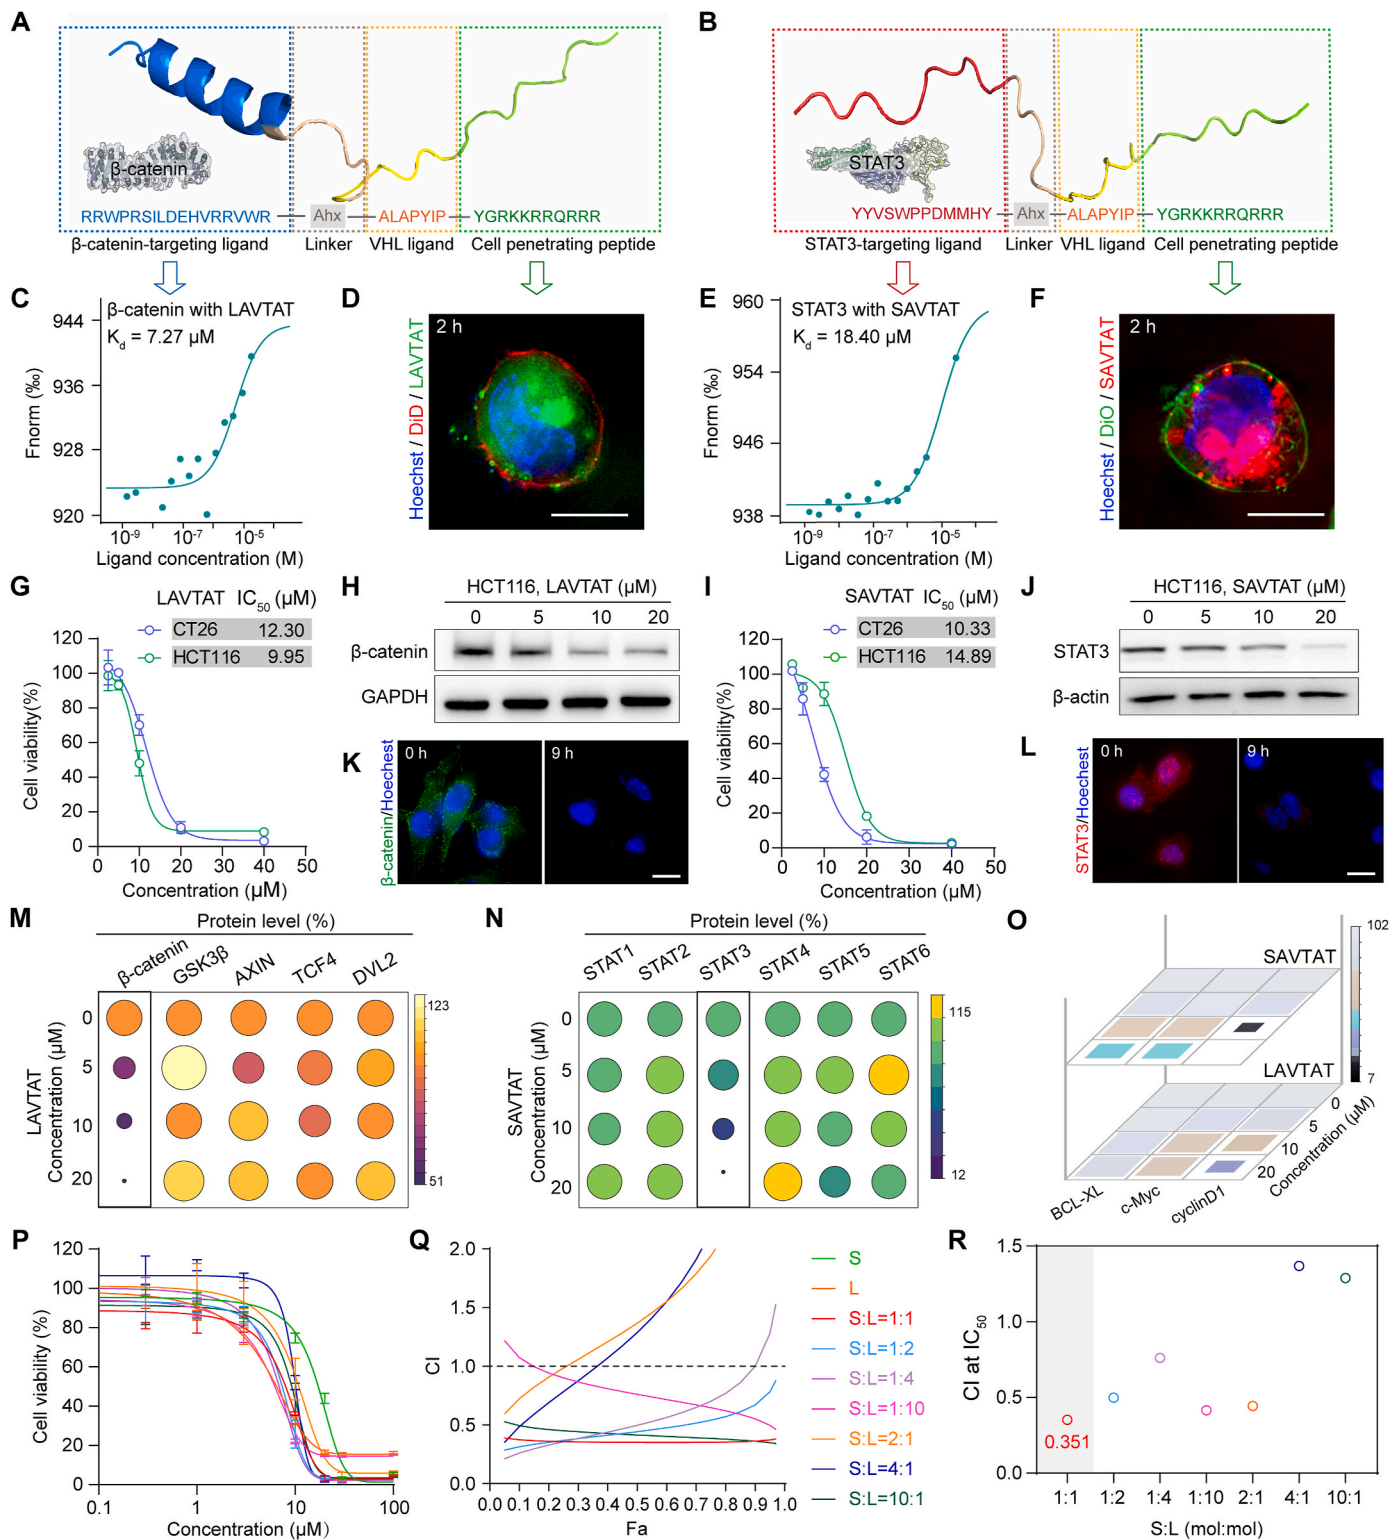 A
β-catenin
RRWPRSILDEHVRRVWR — Ahx — ALAPYIP — YGRKKRRQRRR
β-catenin-targeting ligand Linker VHL ligand Cell penetrating peptide
B
STAT3
YYVSWPPDMMHY — Ahx — ALAPYIP — YGRKKRRQRRR
STAT3-targeting ligand Linker VHL ligand Cell penetrating peptide
C
β-catenin with LAVTAT
Kd = 7.27 µM
Fnorm (‰)
944
936
928
920
10-9 10-7 10-5
Ligand concentration (M)
D
2 h
Hoechst / DiD / LAVTAT
E
STAT3 with SAVTAT
Kd = 18.40 µM
Fnorm (‰)
960
954
946
938
10-9 10-7 10-5
Ligand concentration (M)
F
2 h
Hoechst / DiO / SAVTAT
G
LAVTAT IC50 (µM)
CT26 12.30
HCT116 9.95
Cell viability(%)
120
100
80
60
40
20
0
0 10 20 30 40 50
Concentration (µM)
H
HCT116, LAVTAT (µM)
0 5 10 20
β-catenin
GAPDH
I
SAVTAT IC50 (µM)
CT26 10.33
HCT116 14.89
Cell viability(%)
120
100
80
60
40
20
0
0 10 20 30 40 50
Concentration (µM)
J
HCT116, SAVTAT (µM)
0 5 10 20
STAT3
β-actin
K
0 h 9 h
β-catenin/Hoechest
L
0 h 9 h
STAT3/Hoechest
M
Protein level (%)
β-catenin GSK3β AXIN TCF4 DVL2
LAVTAT
Concentration (µM)
0
5
10
20
123
51
N
Protein level (%)
STAT1 STAT2 STAT3 STAT4 STAT5 STAT6
SAVTAT
Concentration (µM)
0
5
10
20
115
12
O
SAVTAT
LAVTAT
102
7
0
5
10
20
Concentration (µM)
BCL-XL c-Myc cyclinD1
P
Cell viability (%)
120
100
80
60
40
20
0
0.1 1 10 100
Concentration (µM)
Q
CI
2.0
1.5
1.0
0.5
0.0
0.0 0.1 0.2 0.3 0.4 0.5 0.6 0.7 0.8 0.9 1.0
Fa
S
L
S:L=1:1
S:L=1:2
S:L=1:4
S:L=1:10
S:L=2:1
S:L=4:1
S:L=10:1
R
CI at IC50
1.5
1.0
0.5
0.0
0.351
1:1 1:2 1:4 1:10 2:1 4:1 10:1
S:L (mol:mol)